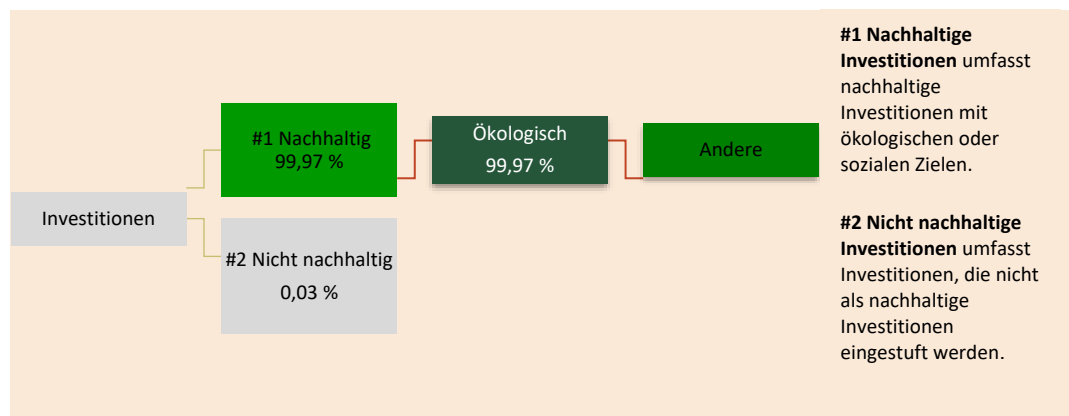 Investitionen
#1 Nachhaltig
99,97 %
#2 Nicht nachhaltig
0,03 %
Ökologisch
99,97 %
Andere
#1 Nachhaltige
Investitionen umfasst
nachhaltige
Investitionen mit
ökologischen oder
sozialen Zielen.
#2 Nicht nachhaltige
Investitionen umfasst
Investitionen, die nicht
als nachhaltige
Investitionen
eingestuft werden.